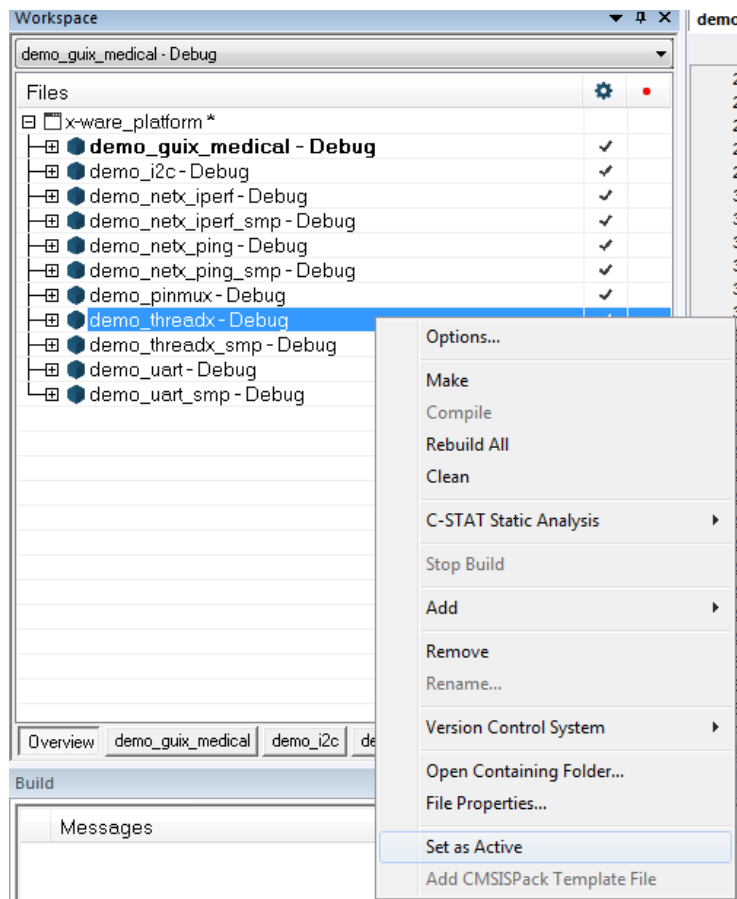 Workspace
demo
demo_guix_medical - Debug
Files
x-ware_platform *
demo_guix_medical - Debug
demo_i2c - Debug
demo_netx_iperf - Debug
demo_netx_iperf_smp - Debug
demo_netx_ping - Debug
demo_netx_ping_smp - Debug
demo_pinmux - Debug
demo_threadx - Debug
demo_threadx_smp - Debug
demo_uart - Debug
demo_uart_smp - Debug
Options...
Make
Compile
Rebuild All
Clean
C-STAT Static Analysis
Stop Build
Add
Remove
Rename...
Version Control System
Open Containing Folder...
File Properties...
Set as Active
Add CMSISPack Template File
Overview demo_guix_medical demo_i2c de
Build
Messages